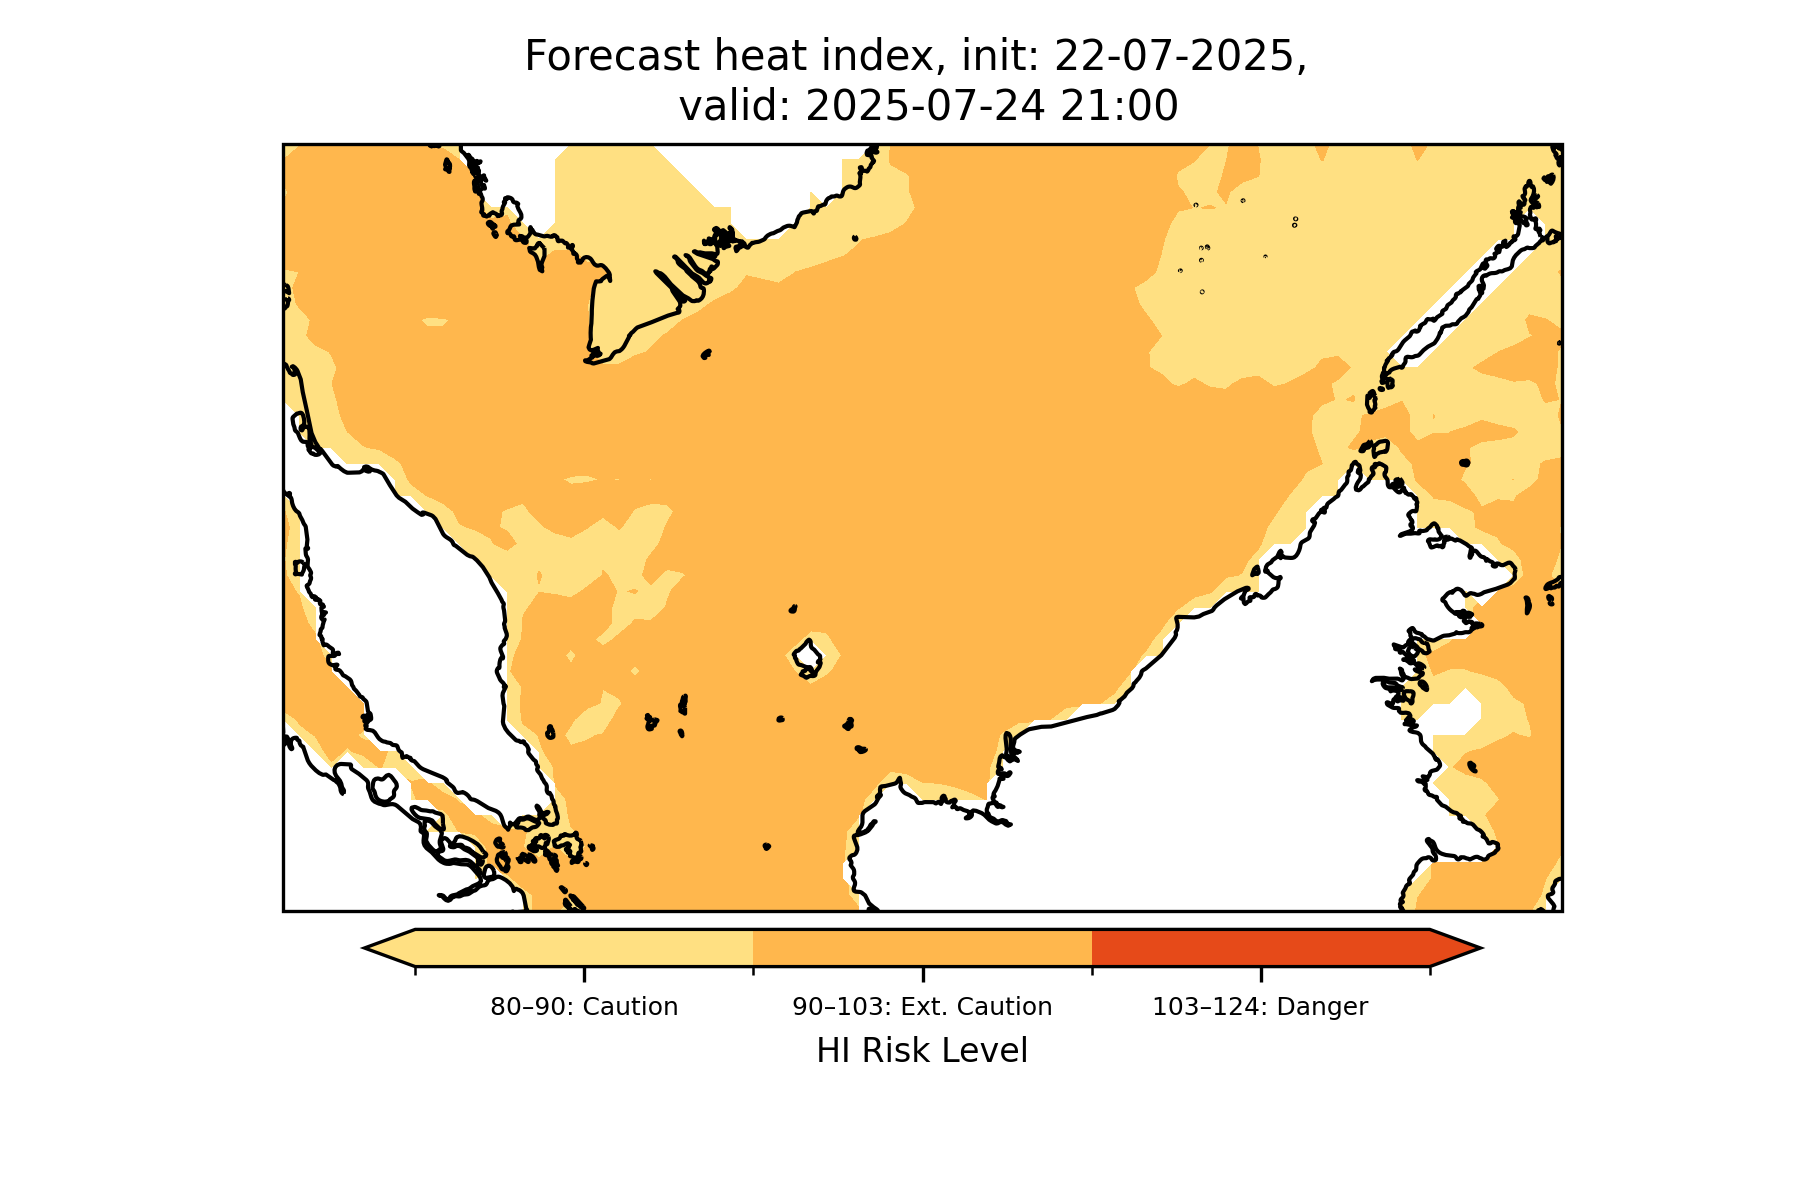 Forecast heat index, init: 22-07-2025,
valid: 2025-07-24 21:00
80–90: Caution
90–103: Ext. Caution
103–124: Danger
HI Risk Level